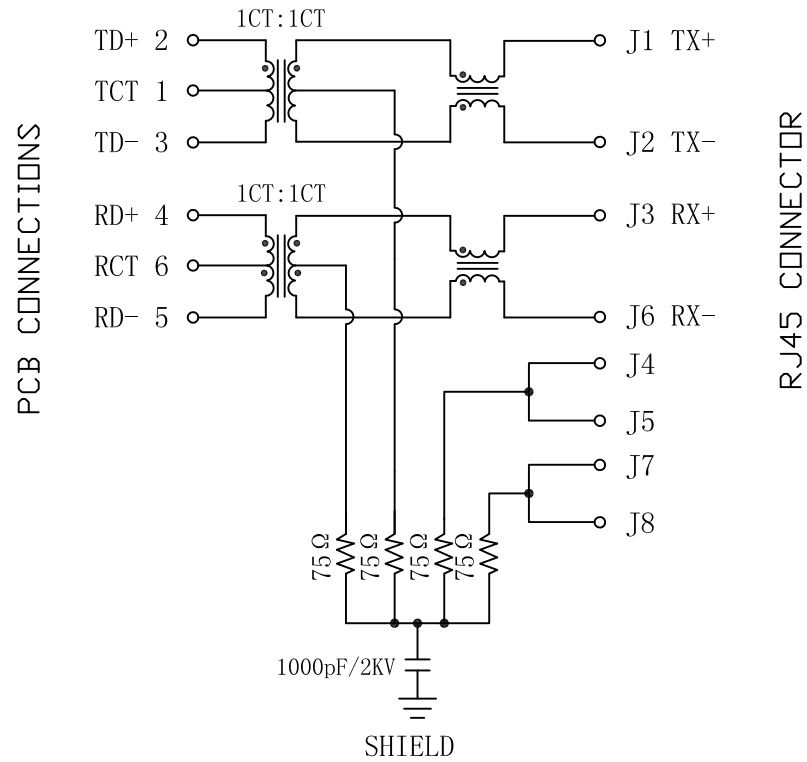 1CT:1CT
TD+ 2
TCT 1
TD- 3
J1 TX+
J2 TX-
1CT:1CT
RD+ 4
RCT 6
RD- 5
J3 RX+
J6 RX-
J4
J5
J7
J8
PCB CONNECTIONS
RJ45 CONNECTOR
75Ω
75Ω
75Ω
75Ω
1000pF/2KV
SHIELD